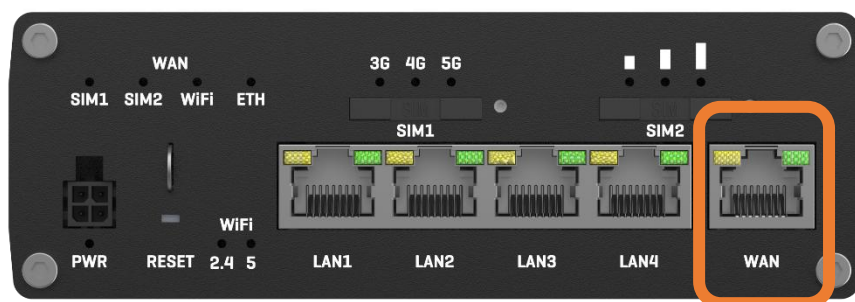 WAN
SIM1 SIM2 WiFi ETH
3G 4G 5G
SIM1
SIM2
PWR
RESET
WiFi
2.4 5
LAN1 LAN2 LAN3 LAN4 WAN